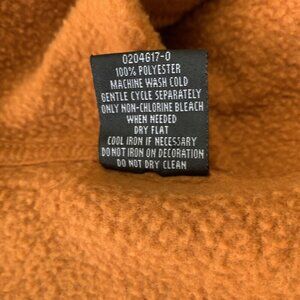 0204G17-0
100% POLYESTER
MACHINE WASH COLD
GENTLE CYCLE SEPARATELY
ONLY NON-CHLORINE BLEACH
WHEN NEEDED
DRY FLAT
COOL IRON IF NECESSARY
DO NOT IRON ON DECORATION
DO NOT DRY CLEAN